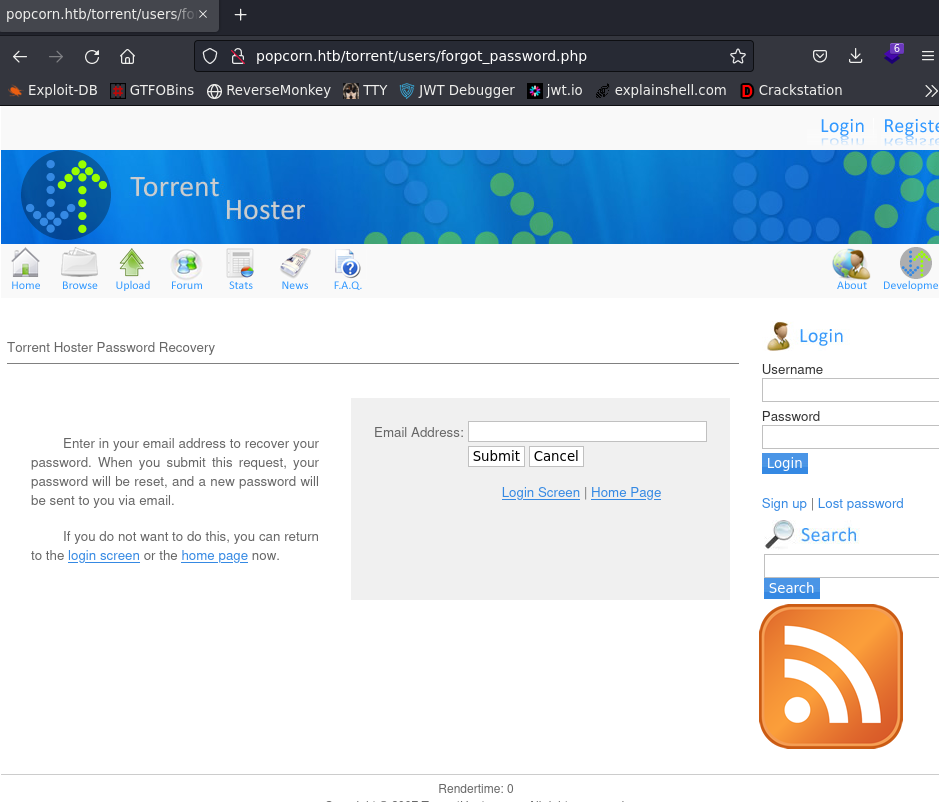 popcorn.htb/torrent/users/fo
popcorn.htb/torrent/users/forgot_password.php
6
Exploit-DB GTFOBins ReverseMonkey TTY JWT Debugger jwt.io explainshell.com Crackstation
Login Registe
Torrent
Hoster
Home Browse Upload Forum Stats News F.A.Q. About Developme
Torrent Hoster Password Recovery
Enter in your email address to recover your
password. When you submit this request, your
password will be reset, and a new password will
be sent to you via email.
If you do not want to do this, you can return
to the login screen or the home page now.
Email Address:
Submit Cancel
Login Screen | Home Page
Login
Username
Password
Login
Sign up | Lost password
Search
Search
Rendertime: 0